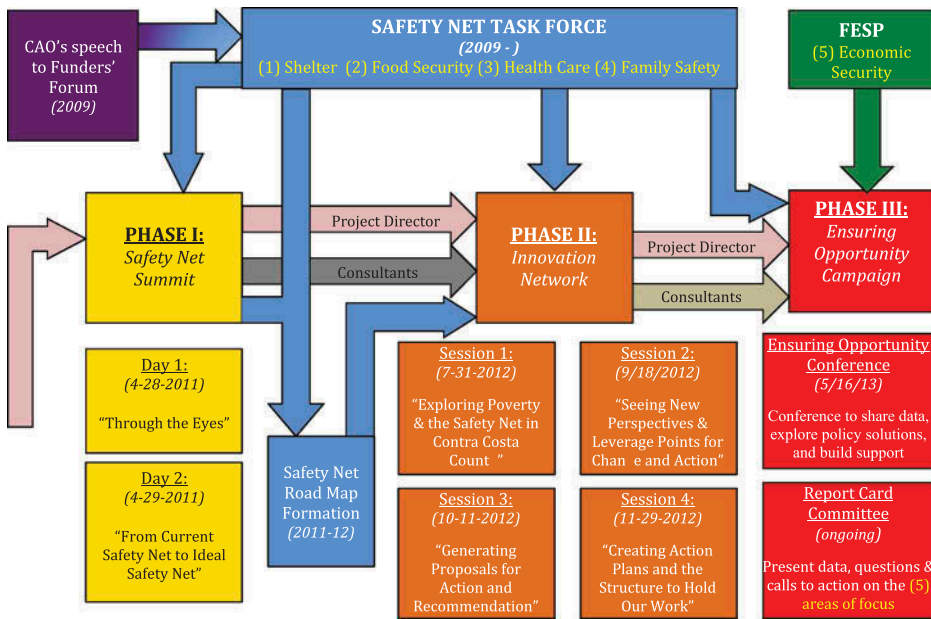 CAO's speech
to Funders'
Forum
(2009)
SAFETY NET TASK FORCE
(2009 - )
(1) Shelter (2) Food Security (3) Health Care (4) Family Safety
FESP
(5) Economic
Security
PHASE I:
Safety Net
Summit
Project Director
Consultants
PHASE II:
Innovation
Network
Project Director
Consultants
PHASE III:
Ensuring
Opportunity
Campaign
Day 1:
(4-28-2011)
"Through the Eyes"
Day 2:
(4-29-2011)
"From Current
Safety Net to Ideal
Safety Net"
Safety Net
Road Map
Formation
(2011-12)
Session 1:
(7-31-2012)
"Exploring Poverty
& the Safety Net in
Contra Costa
Count "
Session 2:
(9/18/2012)
"Seeing New
Perspectives &
Leverage Points for
Chan e and Action"
Session 3:
(10-11-2012)
"Generating
Proposals for
Action and
Recommendation"
Session 4:
(11-29-2012)
"Creating Action
Plans and the
Structure to Hold
Our Work"
Ensuring Opportunity
Conference
(5/16/13)
Conference to share data,
explore policy solutions,
and build support
Report Card
Committee
(ongoing)
Present data, questions &
calls to action on the (5)
areas of focus